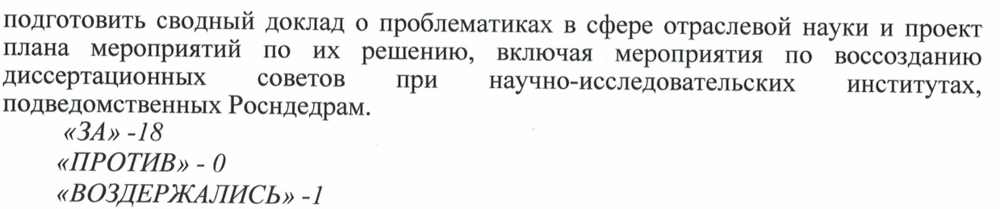 подготовить сводный доклад о проблематиках в сфере отраслевой науки и проект
плана мероприятий по их решению, включая мероприятия по воссозданию
диссертационных советов при научно-исследовательских институтах,
подведомственных Росндедрам.
«ЗА» -18
«ПРОТИВ» - 0
«ВОЗДЕРЖАЛИСЬ» -1